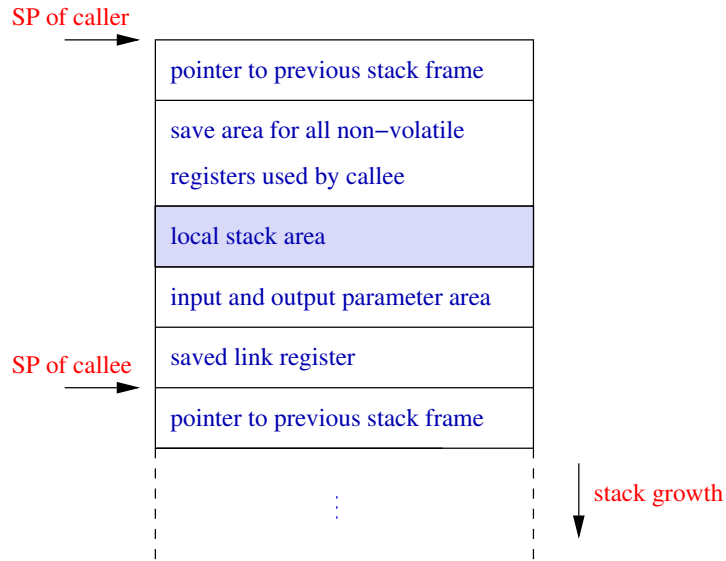 SP of caller
pointer to previous stack frame
save area for all non−volatile
registers used by callee
local stack area
input and output parameter area
SP of callee
saved link register
pointer to previous stack frame
stack growth